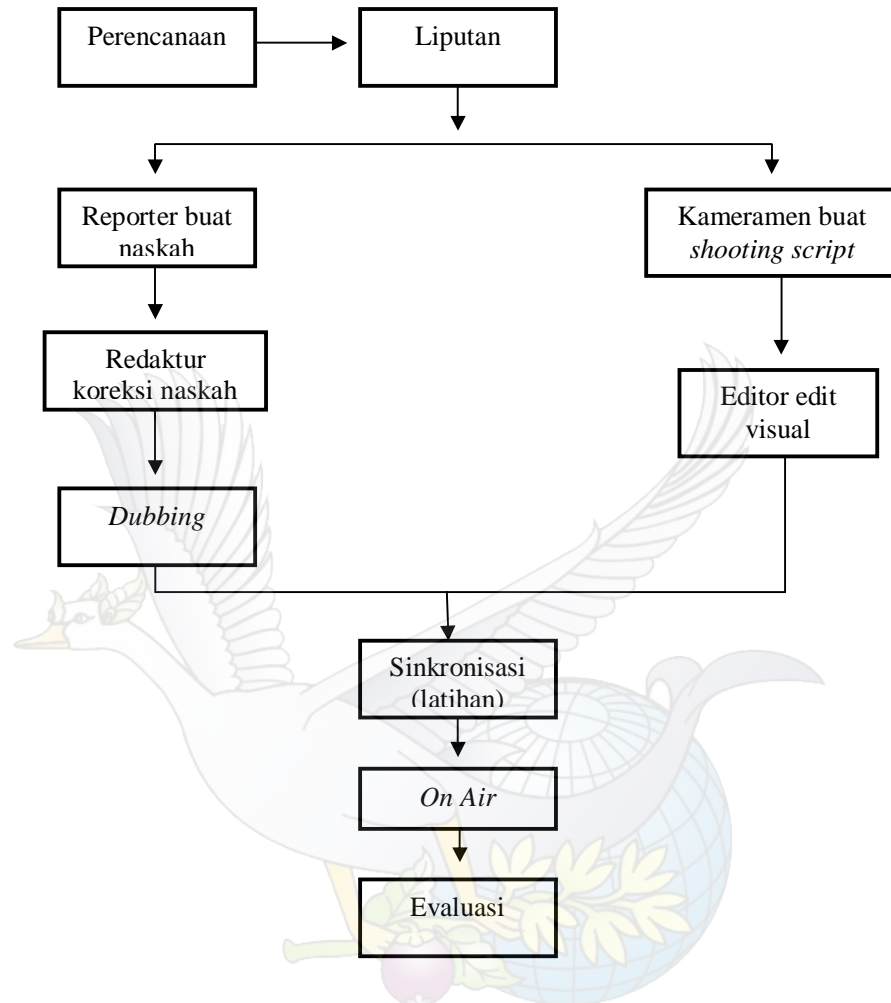 Perencanaan
Liputan
Reporter buat
naskah
Kameramen buat
shooting script
Redaktur
koreksi naskah
Editor edit
visual
Dubbing
Sinkronisasi
(latihan)
On Air
Evaluasi